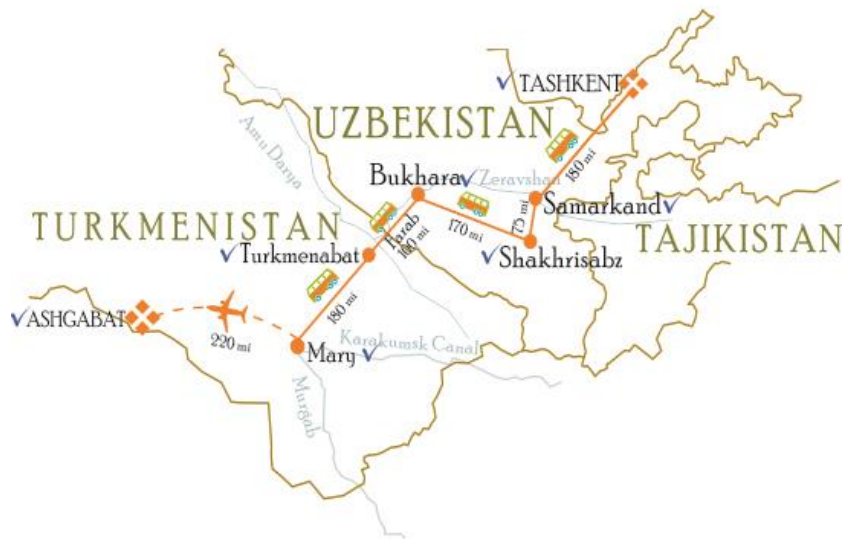 TASHKENT
UZBEKISTAN
Amu Darya
180 mi
Bukhara
Zeravshan
Samarkand
TURKMENISTAN
Farab
100 mi
170 mi
75 mi
TAJIKISTAN
Turkmenabat
Shakhrisabz
180 mi
ASHGABAT
220 mi
Mary
Karakumsk Canal
Murgab